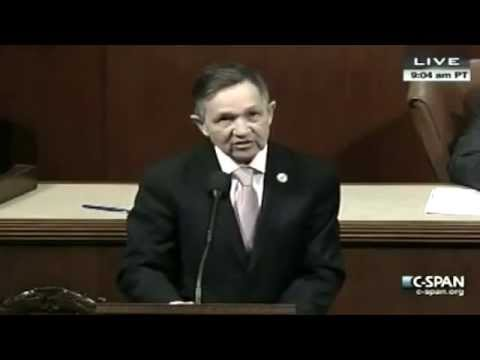 LIVE
9:04 am PT
C-SPAN
c-span.org